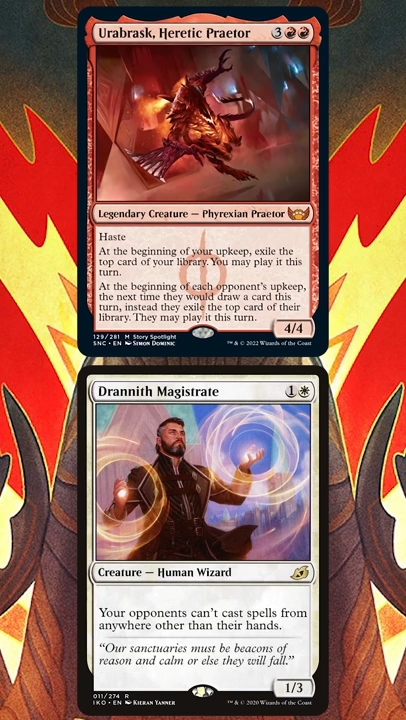 Urabrask, Heretic Praetor 3
Legendary Creature — Phyrexian Praetor
Haste
At the beginning of your upkeep, exile the
top card of your library. You may play it this
turn.
At the beginning of each opponent's upkeep,
the next time they would draw a card this
turn, instead they exile the top card of their
library. They may play it this turn.
4/4
129/281 M Story Spotlight
SNC • EN Simon Dominic
™ & © 2022 Wizards of the Coast
Drannith Magistrate 1
Creature — Human Wizard
Your opponents can't cast spells from
anywhere other than their hands.
"Our sanctuaries must be beacons of
reason and calm or else they will fall."
1/3
011/274 R
IKO • EN Kieran Yanner
™ & © 2020 Wizards of the Coast